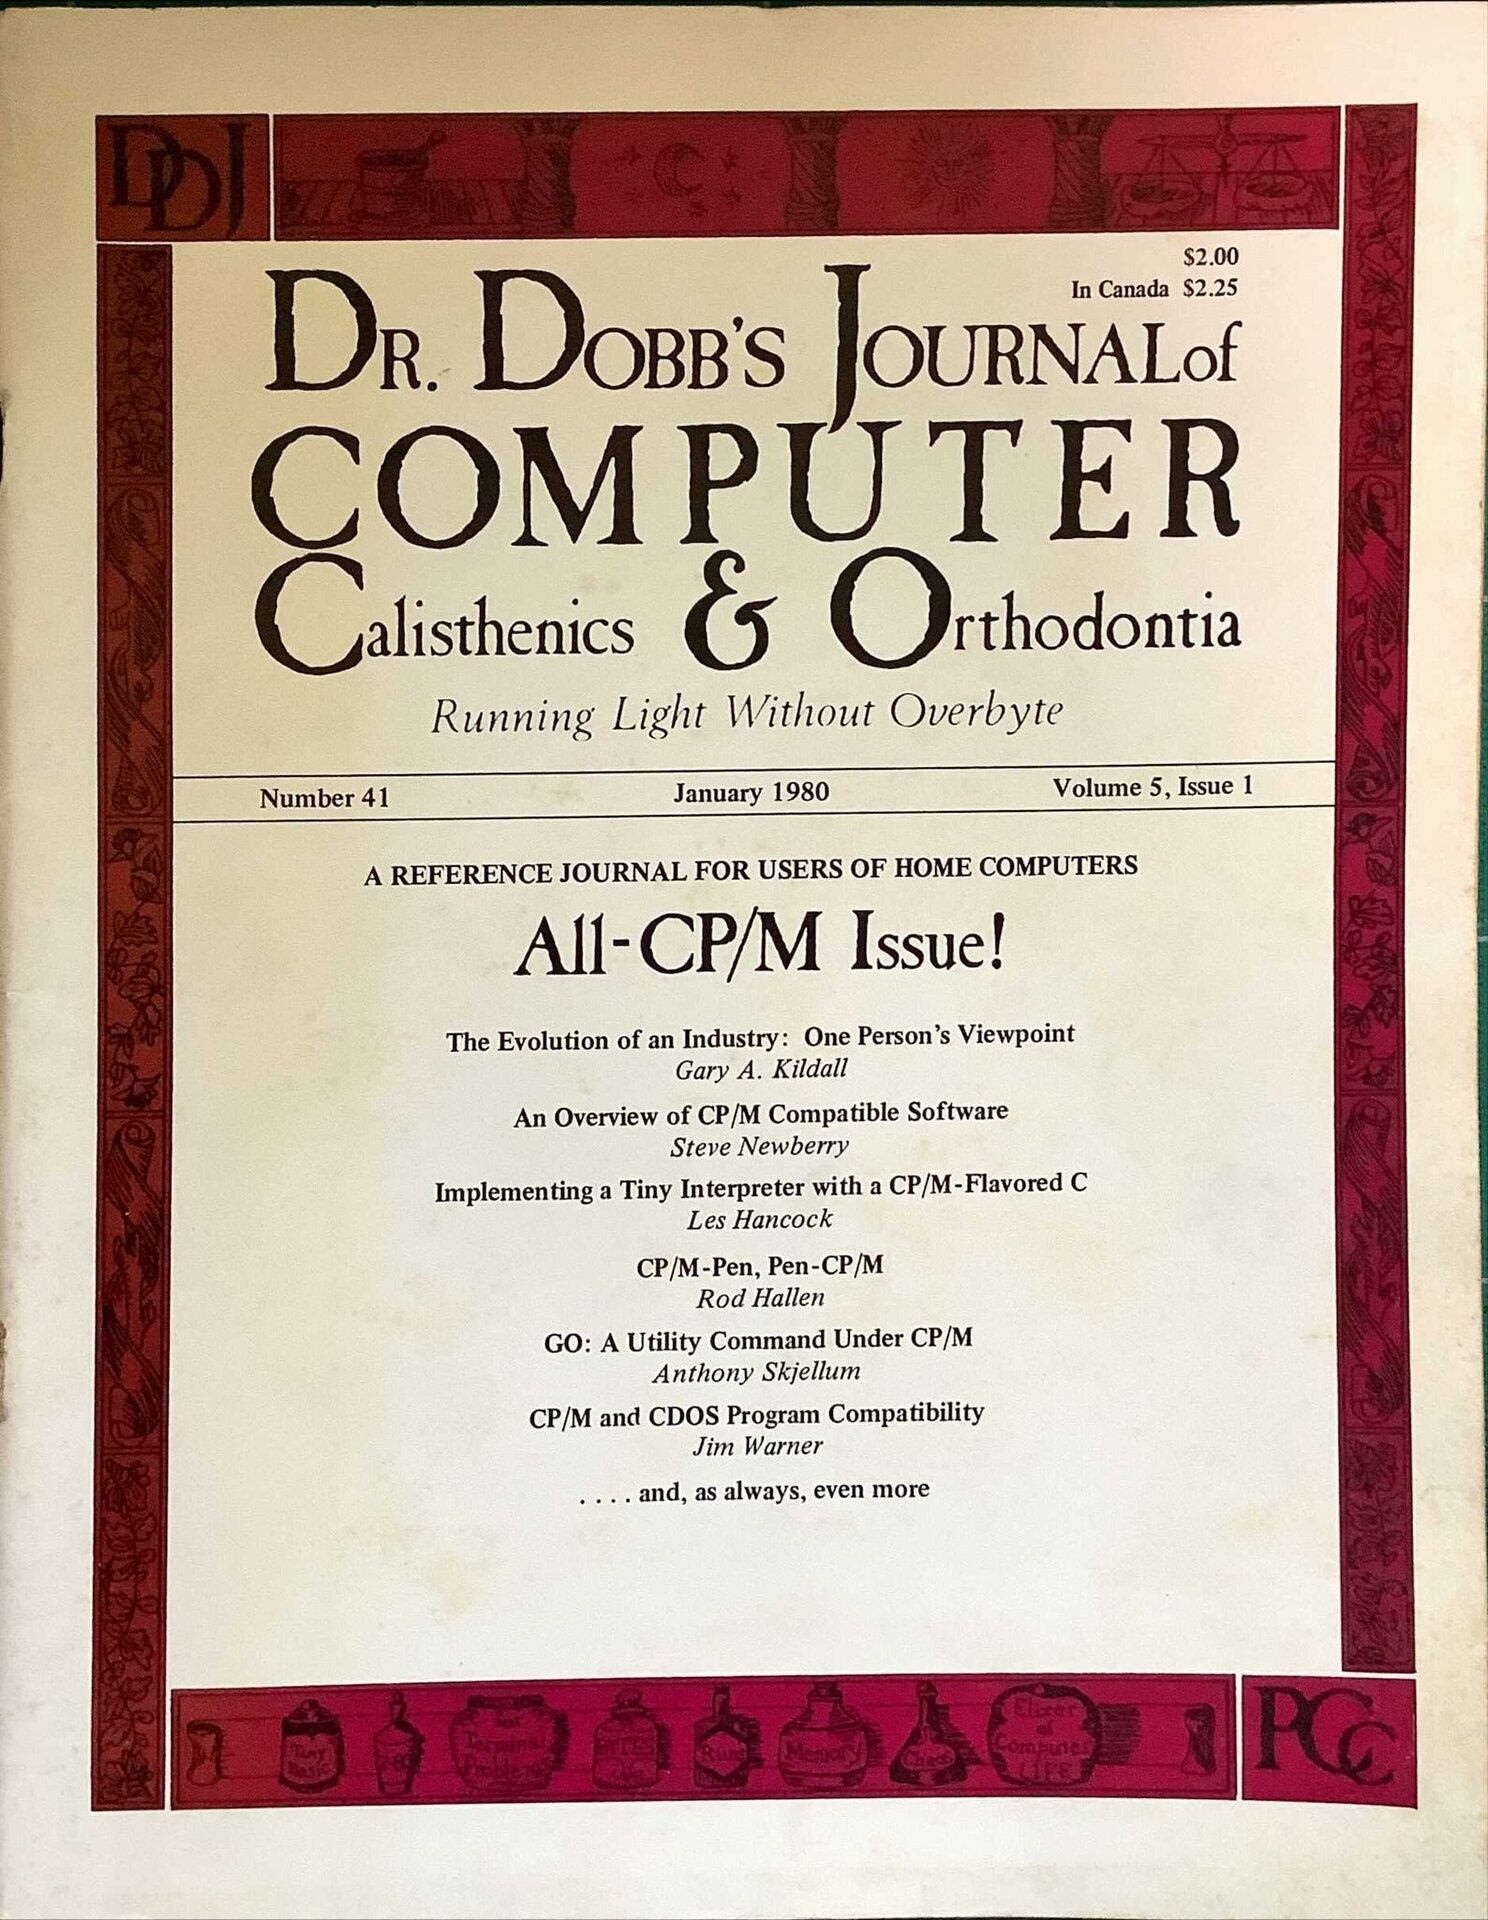 DDJ
$2.00
In Canada $2.25
DR. DOBB'S JOURNAL of
COMPUTER
Calisthenics & Orthodontia
Running Light Without Overbyte
Number 41 January 1980 Volume 5, Issue 1
A REFERENCE JOURNAL FOR USERS OF HOME COMPUTERS
All-CP/M Issue!
The Evolution of an Industry: One Person's Viewpoint
Gary A. Kildall
An Overview of CP/M Compatible Software
Steve Newberry
Implementing a Tiny Interpreter with a CP/M-Flavored C
Les Hancock
CP/M-Pen, Pen-CP/M
Rod Hallen
GO: A Utility Command Under CP/M
Anthony Skjellum
CP/M and CDOS Program Compatibility
Jim Warner
. . . . and, as always, even more
Tiny Basic
Terminal Problems
BYTES
Runs
Memory
Elixer of Computer LIFE
PCC